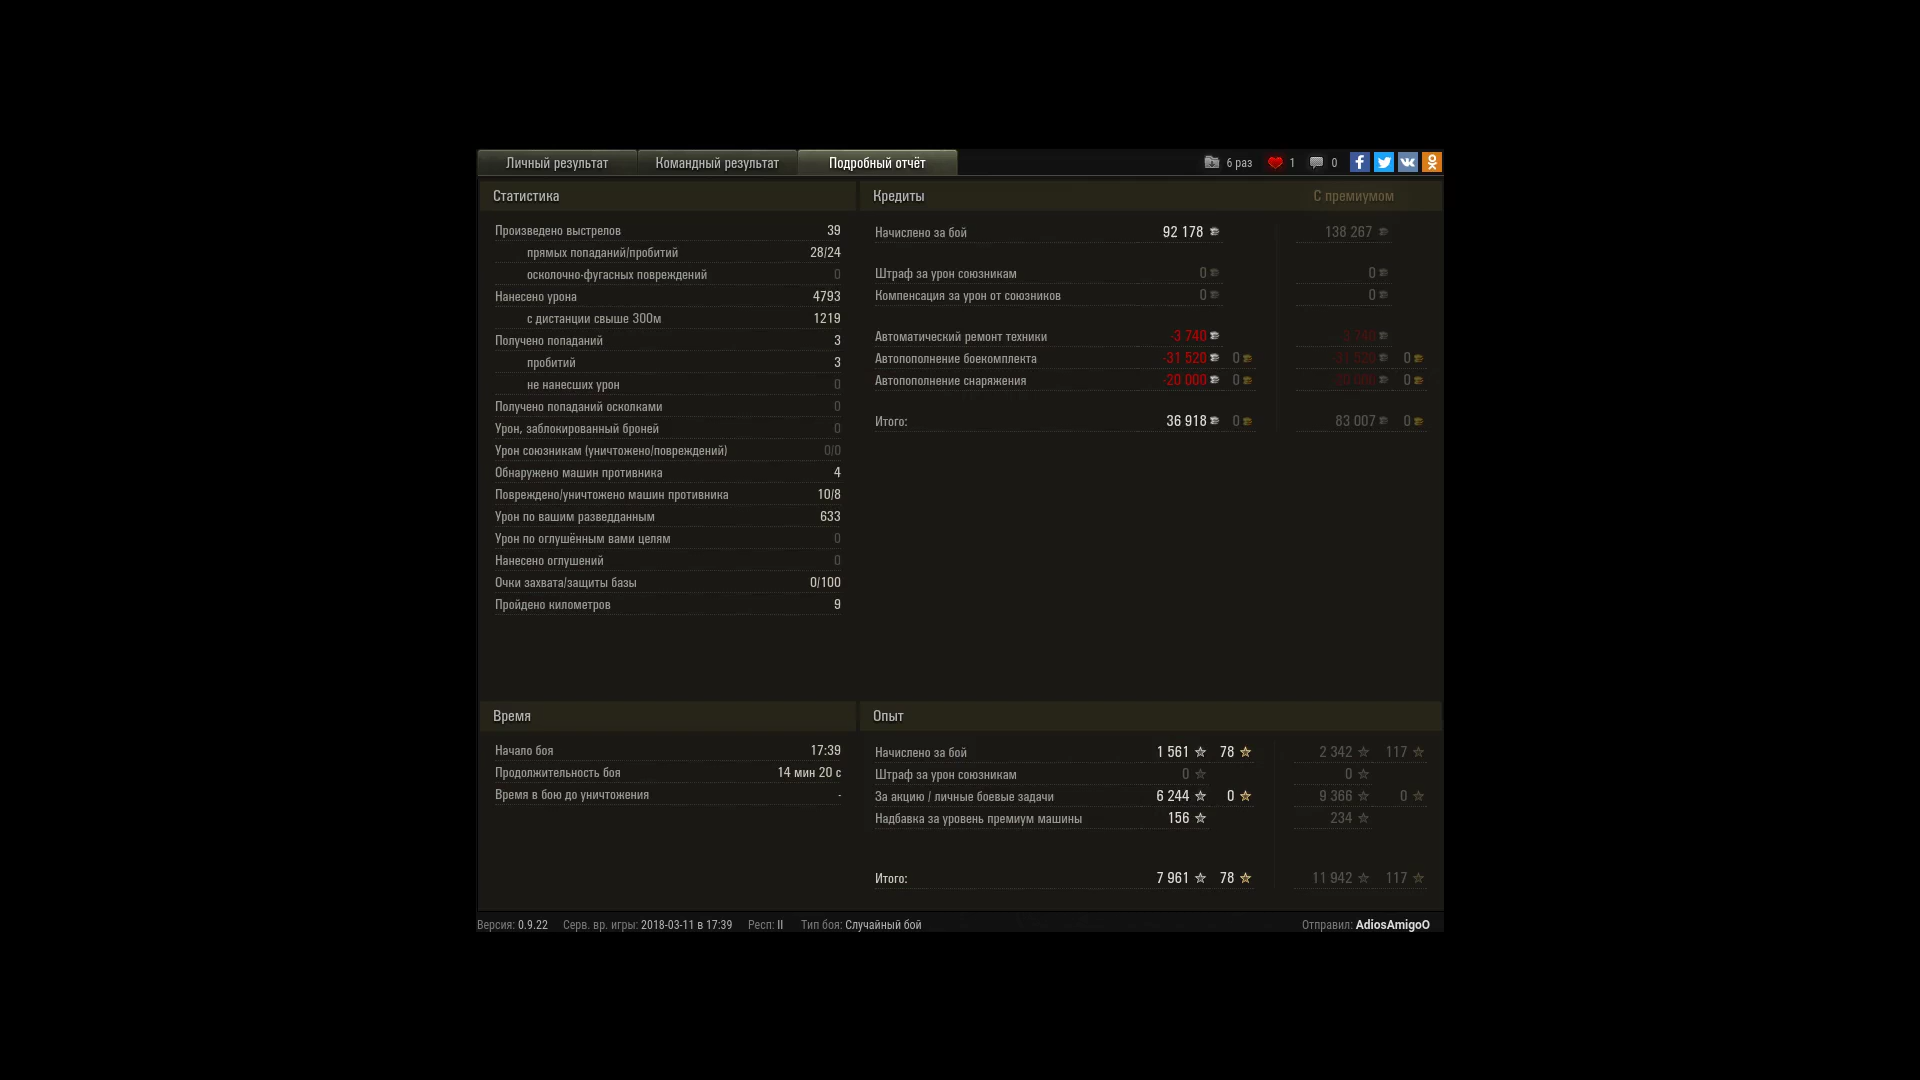 Личный результат Командный результат Подробный отчёт 6 раз 1 0
Статистика
Произведено выстрелов 39
прямых попаданий/пробитий 28/24
осколочно-фугасных повреждений 0
Нанесено урона 4793
с дистанции свыше 300м 1219
Получено попаданий 3
пробитий 3
не нанесших урон 0
Получено попаданий осколками 0
Урон, заблокированный броней 0
Урон союзникам (уничтожено/повреждений) 0/0
Обнаружено машин противника 4
Повреждено/уничтожено машин противника 10/8
Урон по вашим разведданным 633
Урон по оглушённым вами целям 0
Нанесено оглушений 0
Очки захвата/защиты базы 0/100
Пройдено километров 9
Кредиты С премиумом
Начислено за бой 92 178 138 267
Штраф за урон союзникам 0 0
Компенсация за урон от союзников 0 0
Автоматический ремонт техники -3 740 -3 740
Автопополнение боекомплекта -31 520 0 -31 520 0
Автопополнение снаряжения -20 000 0 -20 000 0
Итого: 36 918 0 83 007 0
Время
Начало боя 17:39
Продолжительность боя 14 мин 20 с
Время в бою до уничтожения -
Опыт
Начислено за бой 1 561 78 2 342 117
Штраф за урон союзникам 0 0
За акцию / личные боевые задачи 6 244 0 9 366 0
Надбавка за уровень премиум машины 156 234
Итого: 7 961 78 11 942 117
Версия: 0.9.22 Серв. вр. игры: 2018-03-11 в 17:39 Респ: II Тип боя: Случайный бой Отправил: AdiosAmigoO